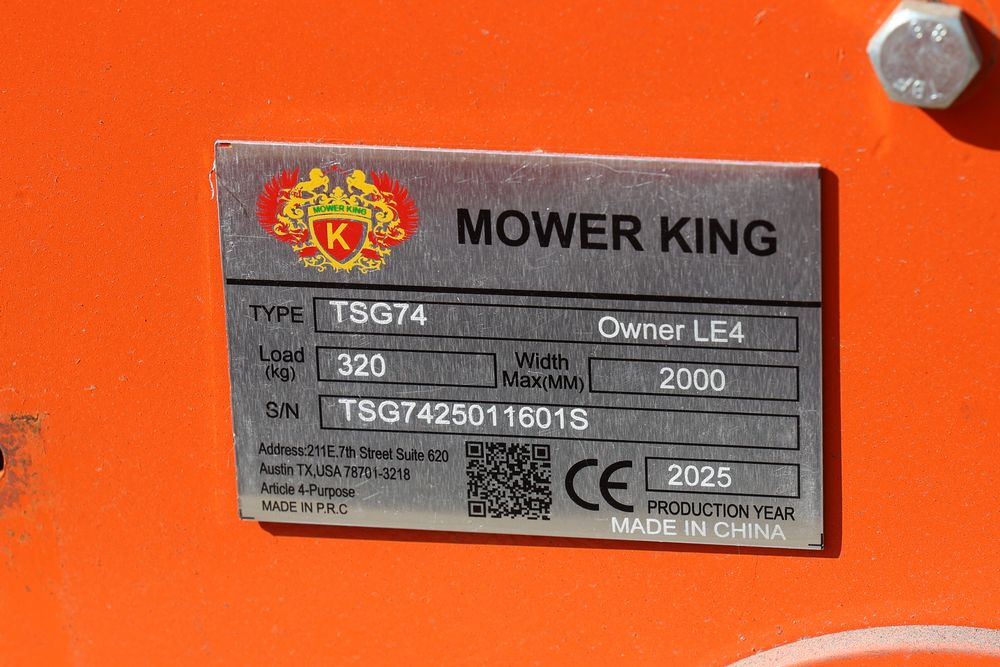 MOWER KING
K
MOWER KING
TYPE TSG74 Owner LE4
Load (kg) 320 Width Max(MM) 2000
S/N TSG7425011601S
Address:211E.7th Street Suite 620
Austin TX,USA 78701-3218
Article 4-Purpose
MADE IN P.R.C
CE 2025
PRODUCTION YEAR
MADE IN CHINA